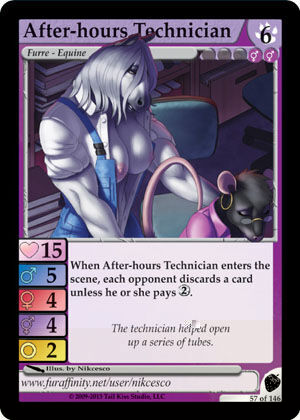 After-hours Technician 6
Furre - Equine
15
5
4
4
2
When After-hours Technician enters the
scene, each opponent discards a card
unless he or she pays 2.
The technician helped open
up a series of tubes.
Illus. by Nikcesco
www.furaffinity.net/user/nikcesco
57 of 146
© 2009-2013 Tail Kiss Studio, LLC